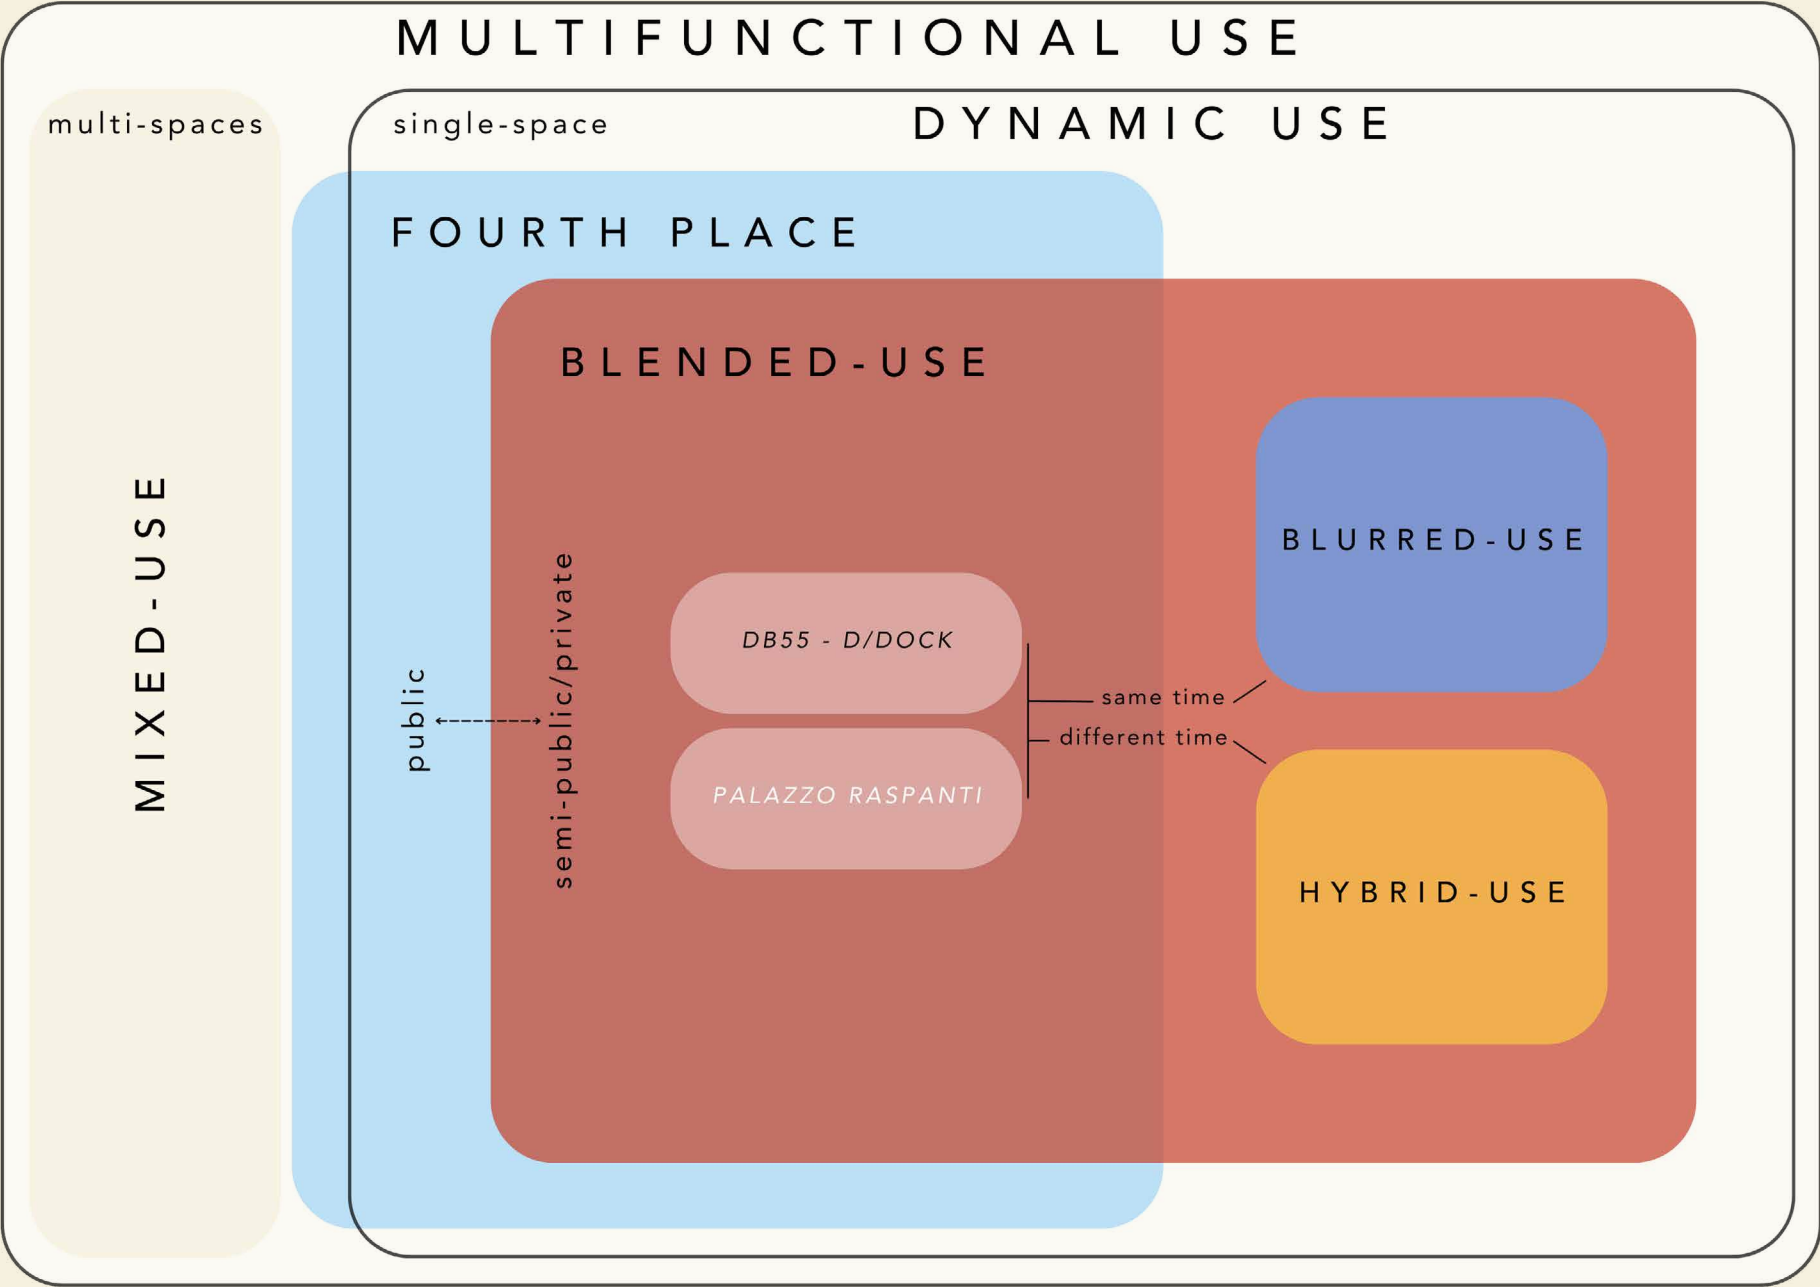 MULTIFUNCTIONAL USE
multi-spaces
single-space
DYNAMIC USE
FOURTH PLACE
BLENDED-USE
MIXED-USE
public
semi-public/private
DB55 - D/DOCK
PALAZZO RASPANTI
same time
different time
BLURRED-USE
HYBRID-USE